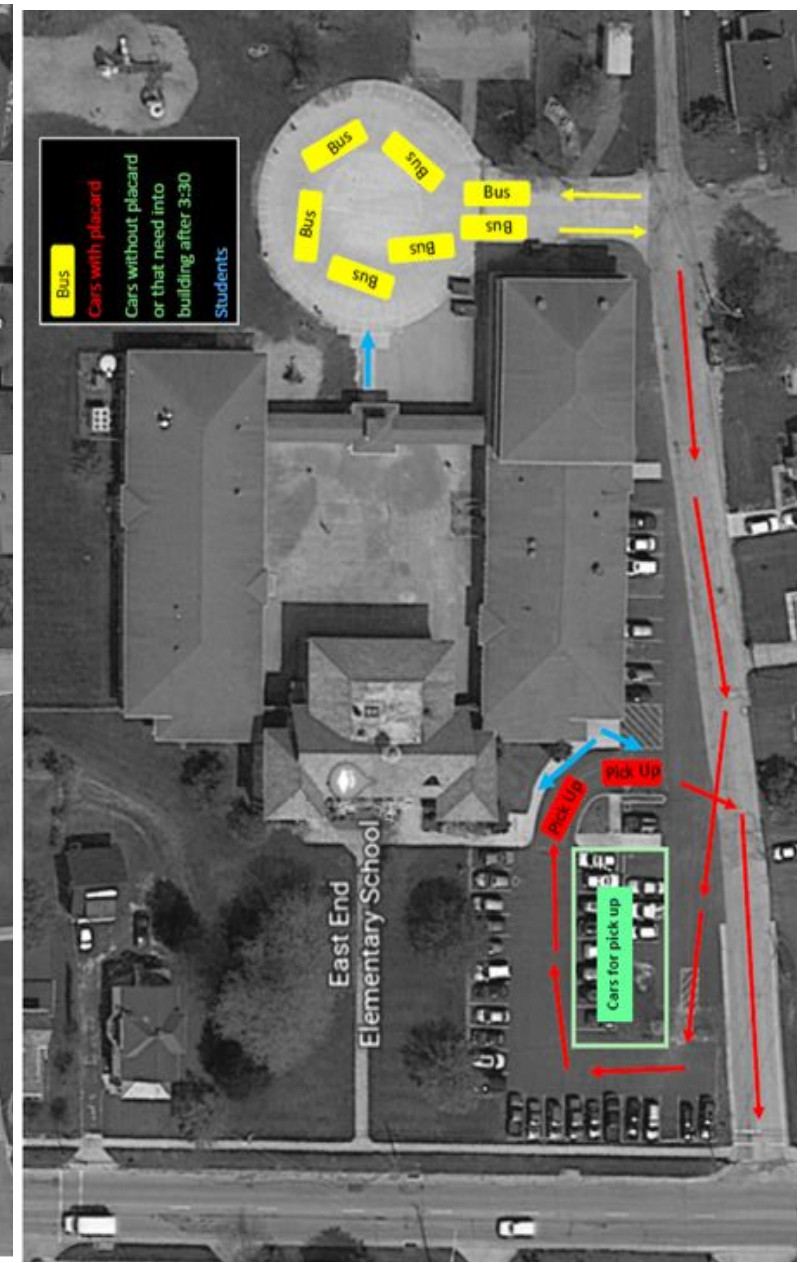 Bus
Cars with placard
Cars without placard
or that need into
building after 3:30
Students
Bus
Bus
Bus
Bus
Bus
Bus
Bus
East End
Elementary School
Pick Up
Pick Up
Cars for pick up